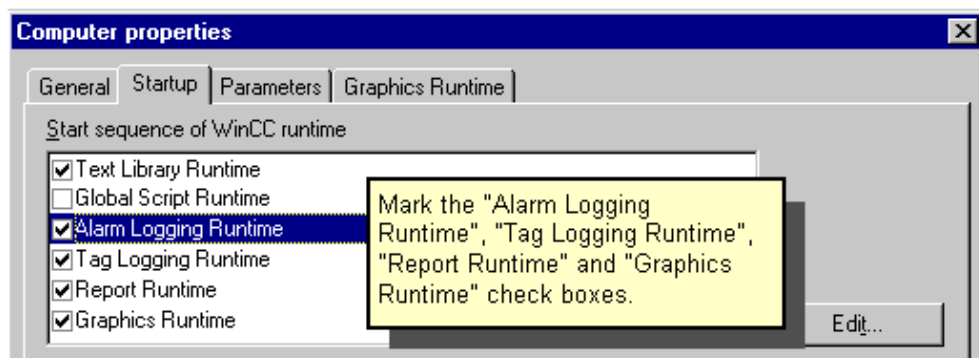 Computer properties
General Startup Parameters Graphics Runtime
Start sequence of WinCC runtime
Text Library Runtime
Global Script Runtime
Alarm Logging Runtime
Tag Logging Runtime
Report Runtime
Graphics Runtime
Mark the "Alarm Logging
Runtime", "Tag Logging Runtime",
"Report Runtime" and "Graphics
Runtime" check boxes.
Edit...